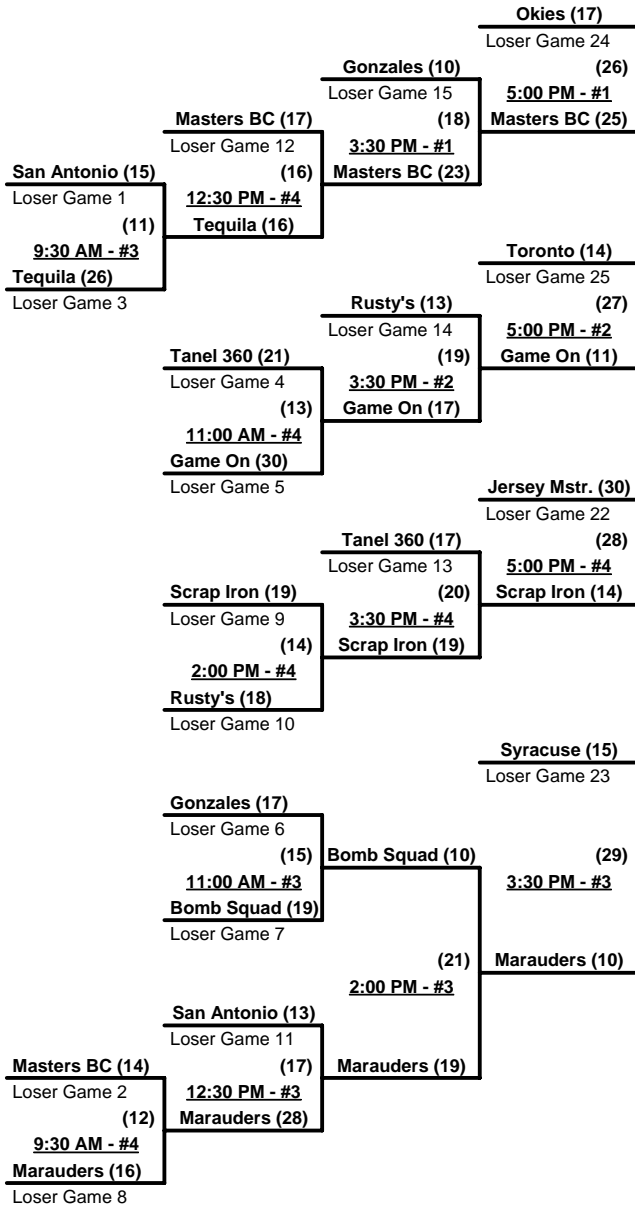 Okies (17)
Loser Game 24
(26)
5:00 PM - #1
Masters BC (25)
Gonzales (10)
Loser Game 15
(18)
3:30 PM - #1
Masters BC (23)
Masters BC (17)
Loser Game 12
(16)
12:30 PM - #4
Tequila (16)
San Antonio (15)
Loser Game 1
(11)
9:30 AM - #3
Tequila (26)
Loser Game 3
Toronto (14)
Loser Game 25
(27)
5:00 PM - #2
Game On (11)
Rusty's (13)
Loser Game 14
(19)
3:30 PM - #2
Game On (17)
Tanel 360 (21)
Loser Game 4
(13)
11:00 AM - #4
Game On (30)
Loser Game 5
Jersey Mstr. (30)
Loser Game 22
(28)
5:00 PM - #4
Scrap Iron (14)
Tanel 360 (17)
Loser Game 13
(20)
3:30 PM - #4
Scrap Iron (19)
Scrap Iron (19)
Loser Game 9
(14)
2:00 PM - #4
Rusty's (18)
Loser Game 10
Syracuse (15)
Loser Game 23
(29)
3:30 PM - #3
Marauders (10)
Gonzales (17)
Loser Game 6
(15)
11:00 AM - #3
Bomb Squad (19)
Loser Game 7
Bomb Squad (10)
(21)
2:00 PM - #3
Marauders (19)
San Antonio (13)
Loser Game 11
(17)
12:30 PM - #3
Marauders (28)
Masters BC (14)
Loser Game 2
(12)
9:30 AM - #4
Marauders (16)
Loser Game 8